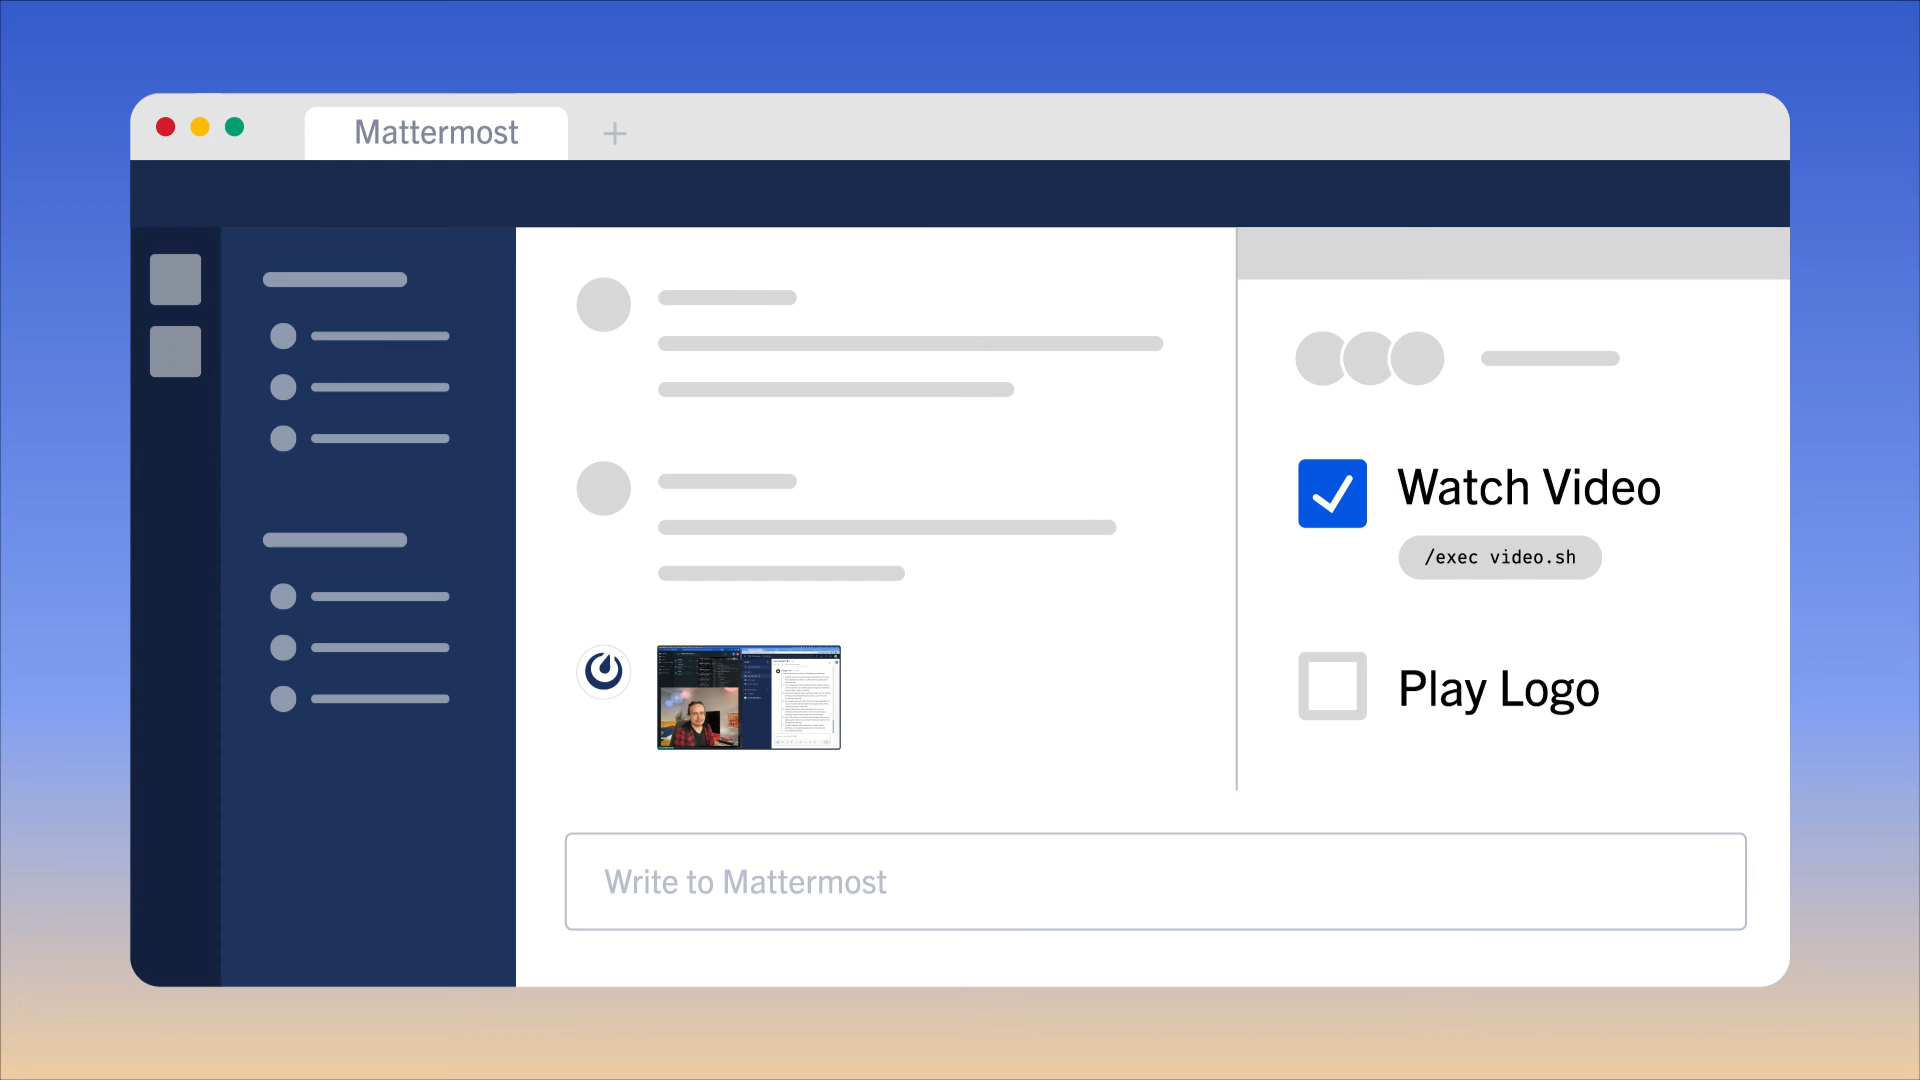 Mattermost
+
Watch Video
/exec video.sh
Play Logo
Write to Mattermost